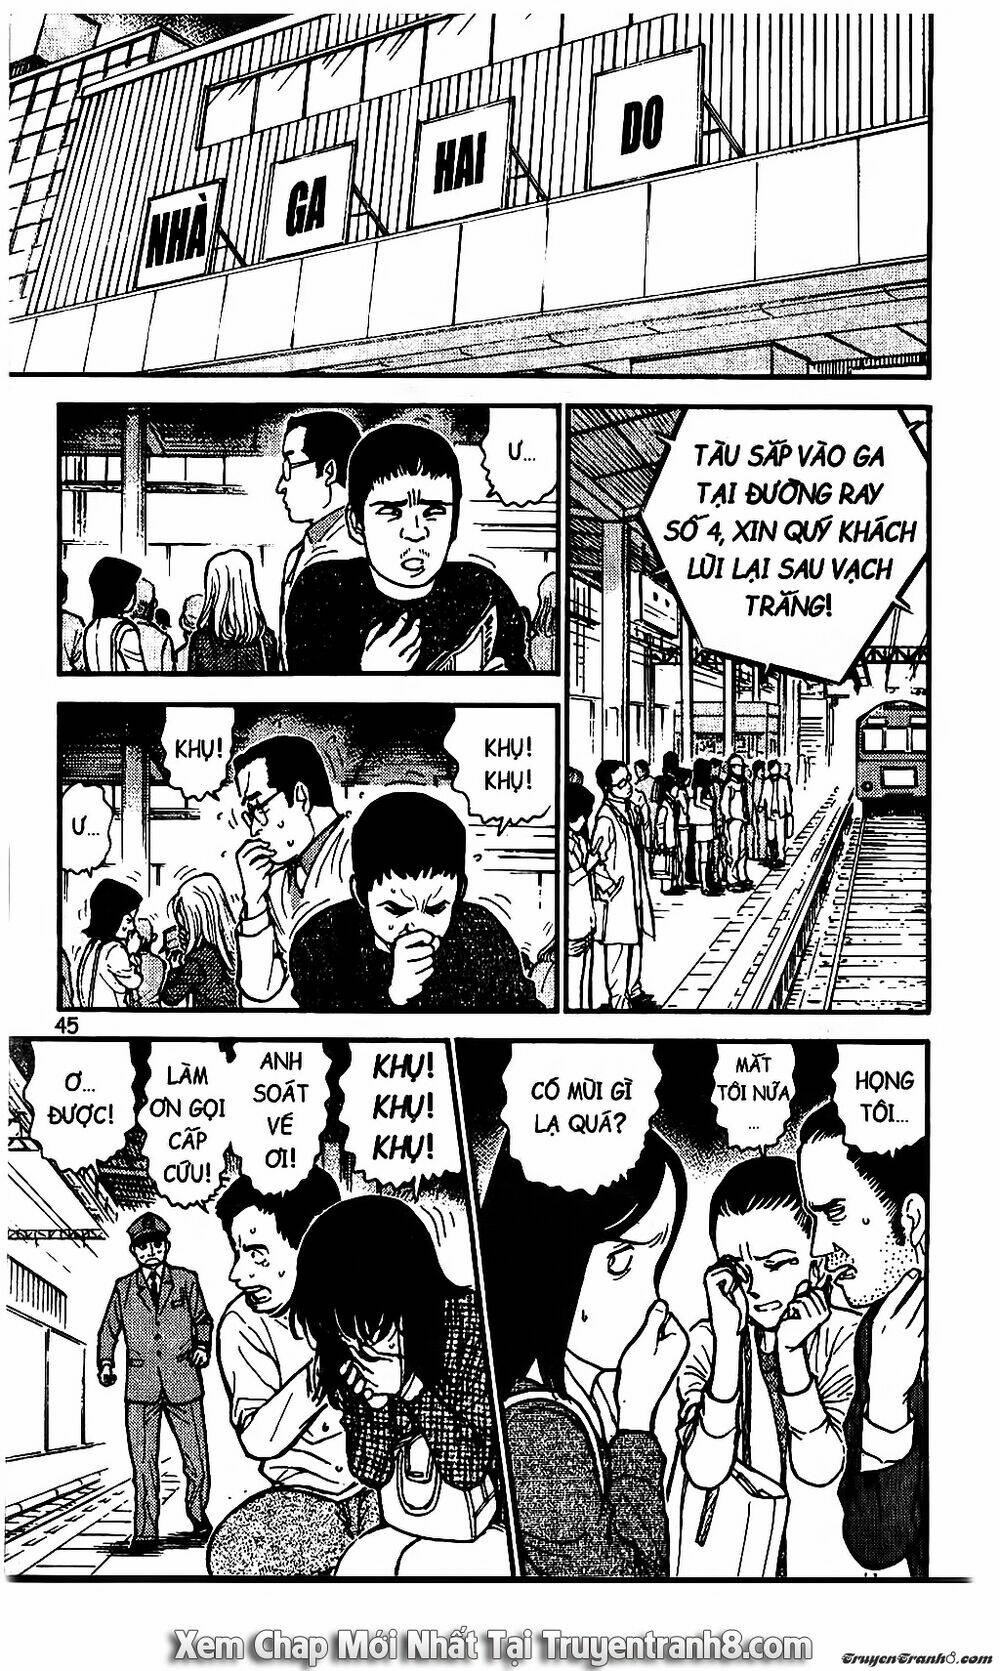 NHÀ
GA
HAI
DO
TÀU SẮP VÀO GA
TẠI ĐƯỜNG RAY
SỐ 4, XIN QUÝ KHÁCH
LÙI LẠI SAU VẠCH
TRẮNG!
Ư...
KHỤ!
KHỤ!
KHỤ!
Ư...
45
HỌNG
TÔI...
MẮT
TÔI NỮA
...
CÓ MÙI GÌ
LẠ QUÁ?
KHỤ!
KHỤ!
KHỤ!
ANH
SOÁT
VÉ
ƠI!
LÀM
ƠN GỌI
CẤP
CỨU!
Ơ...
ĐƯỢC!
Xem Chap Mới Nhất Tại Truyentranh8.com
TruyenTranh8.com